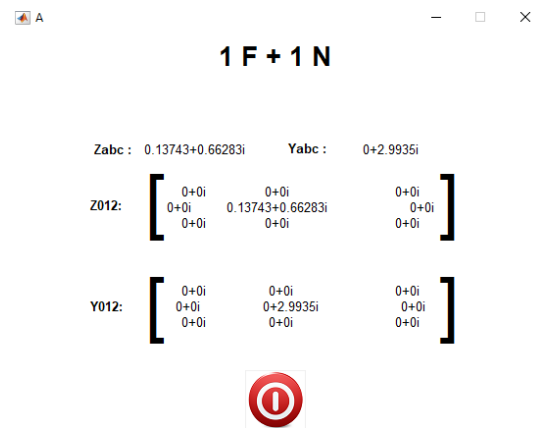 A
1 F + 1 N
Zabc : 0.13743+0.66283i Yabc : 0+2.9935i
0+0i 0+0i 0+0i
Z012: 0+0i 0.13743+0.66283i 0+0i
0+0i 0+0i 0+0i
0+0i 0+0i 0+0i
Y012: 0+0i 0+2.9935i 0+0i
0+0i 0+0i 0+0i